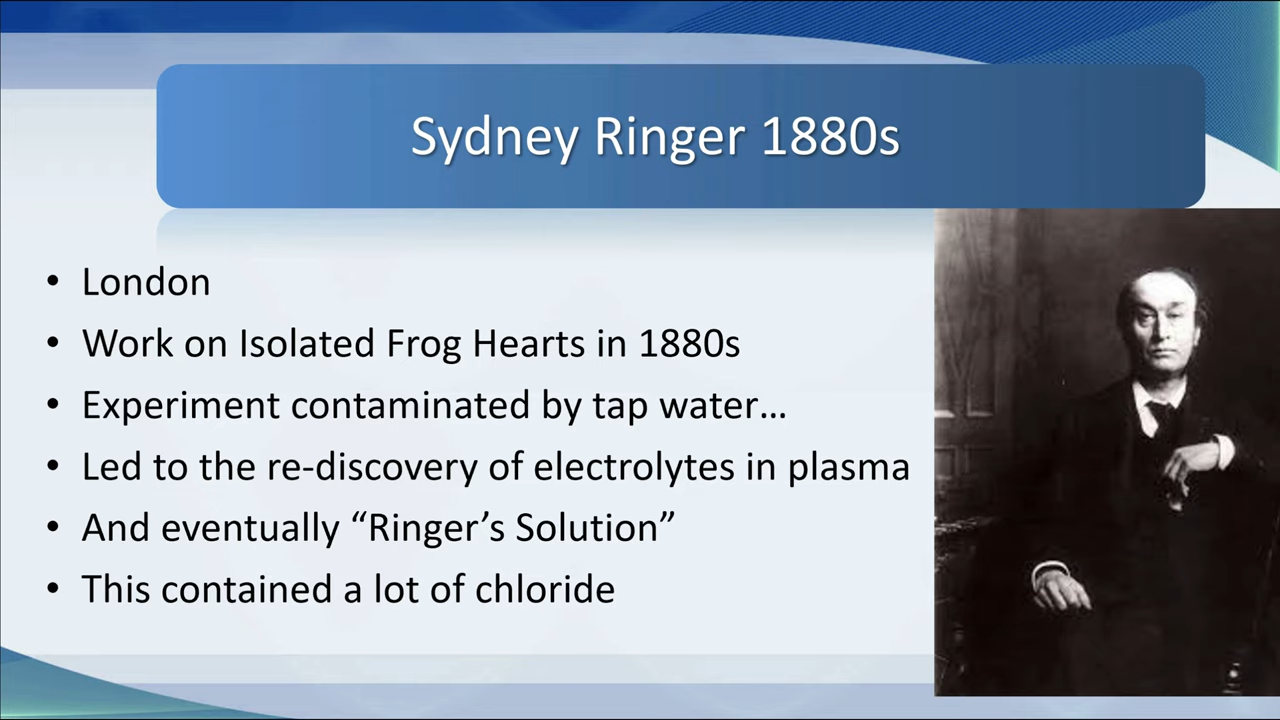 Sydney Ringer 1880s
• London
• Work on Isolated Frog Hearts in 1880s
• Experiment contaminated by tap water…
• Led to the re-discovery of electrolytes in plasma
• And eventually “Ringer’s Solution”
• This contained a lot of chloride